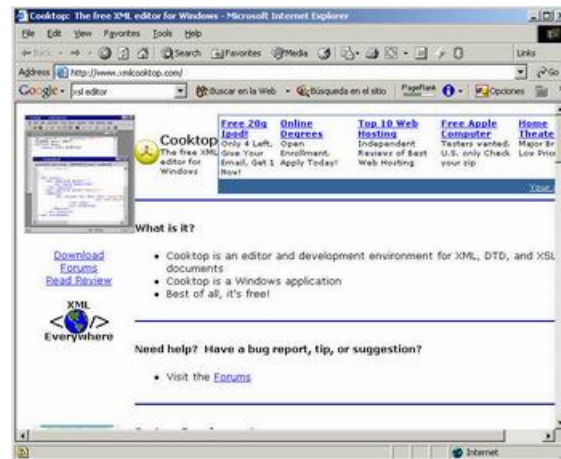 Cooktop: The free XML editor for Windows - Microsoft Internet Explorer
File Edit View Favorites Tools Help
Back Search Favorites Media Links
Address http://www.xmlcooktop.com/ Go
Google xsl editor Buscar en la Web Búsqueda en el sitio PageRank Opciones
Cooktop
The free XML
editor for
Windows
Free 20g
Ipod!
Only 4 Left,
Give Your
Email, Get 1
Now!
Online
Degrees
Open
Enrollment.
Apply Today!
Top 10 Web
Hosting
Independent
Reviews of Best
Web Hosting
Free Apple
Computer
Testers wanted.
U.S. only Check
your zip
Home
Theate
Major Br
Low Pric
Your
What is it?
• Cooktop is an editor and development environment for XML, DTD, and XSL
documents
• Cooktop is a Windows application
• Best of all, it's free!
Download
Forums
Read Review
XML
Everywhere
Need help? Have a bug report, tip, or suggestion?
• Visit the Forums
Internet